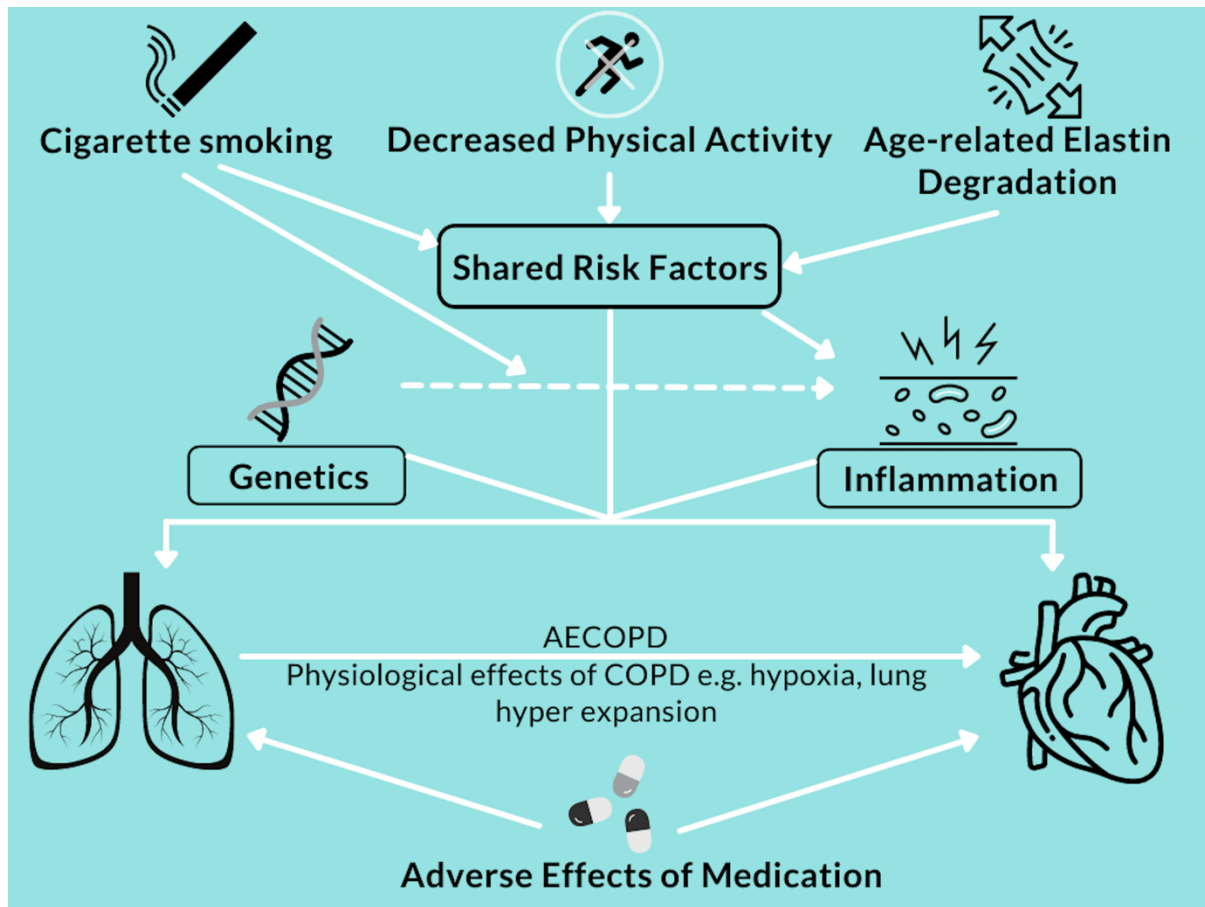 Cigarette smoking
Decreased Physical Activity
Age-related Elastin
Degradation
Shared Risk Factors
Genetics
Inflammation
AECOPD
Physiological effects of COPD e.g. hypoxia, lung
hyper expansion
Adverse Effects of Medication